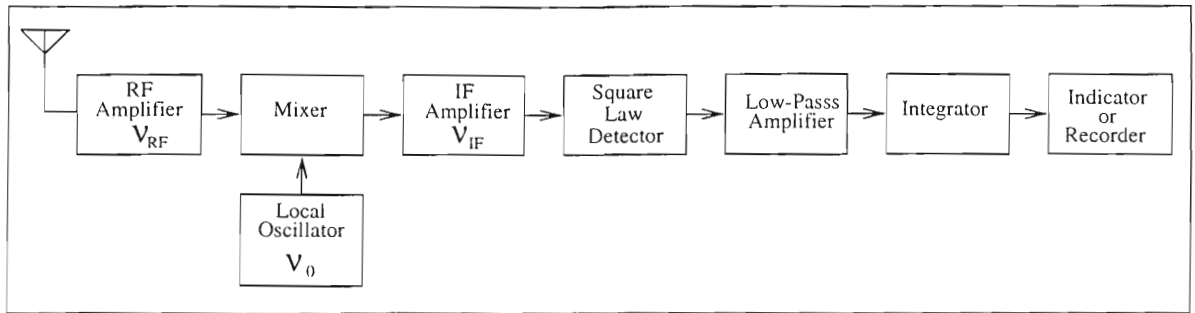 RF
Amplifier
ν_RF
Mixer
IF
Amplifier
ν_IF
Square
Law
Detector
Low-Passs
Amplifier
Integrator
Indicator
or
Recorder
Local
Oscillator
ν_0